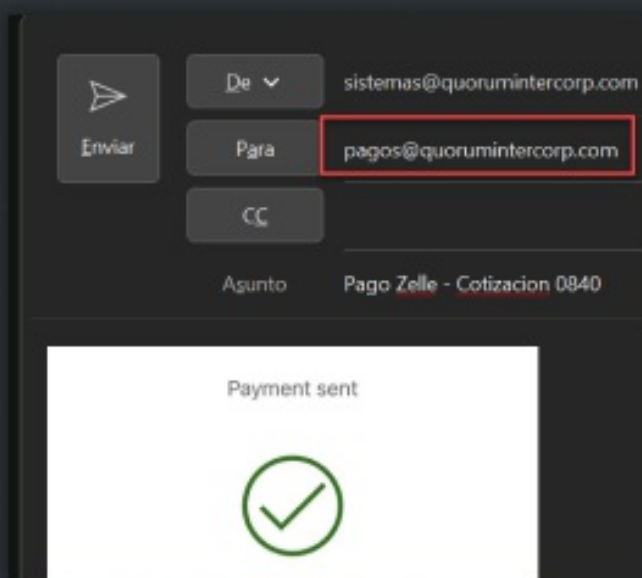 De
sistemas@quorumintercorp.com
Enviar
Para
pagos@quorumintercorp.com
CC
Asunto
Pago Zelle - Cotizacion 0840
Payment sent